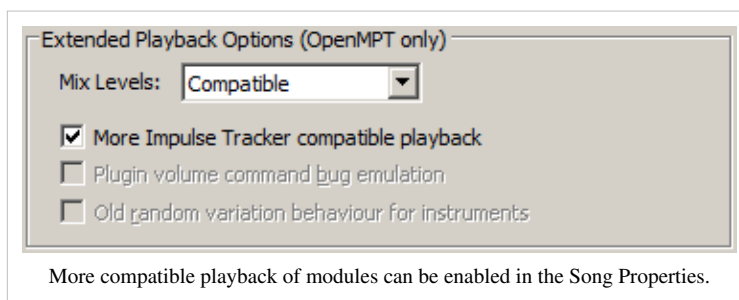 Extended Playback Options (OpenMPT only)
Mix Levels: Compatible
More Impulse Tracker compatible playback
Plugin volume command bug emulation
Old random variation behaviour for instruments
More compatible playback of modules can be enabled in the Song Properties.